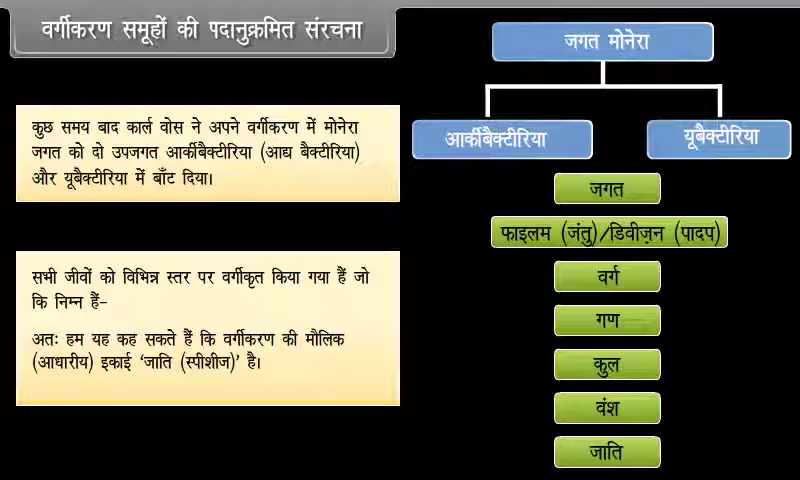 वर्गीकरण समूहों की पदानुक्रमित संरचना
कुछ समय बाद कार्ल वोस ने अपने वर्गीकरण में मोनेरा
जगत को दो उपजगत आर्कीबैक्टीरिया (आद्य बैक्टीरिया)
और यूबैक्टीरिया में बाँट दिया।
सभी जीवों को विभिन्न स्तर पर वर्गीकृत किया गया हैं जो
कि निम्न हैं-
अतः हम यह कह सकते हैं कि वर्गीकरण की मौलिक
(आधारीय) इकाई ‘जाति (स्पीशीज)’ है।
जगत मोनेरा
आर्कीबैक्टीरिया
यूबैक्टीरिया
जगत
फाइलम (जंतु)/डिवीज़न (पादप)
वर्ग
गण
कुल
वंश
जाति